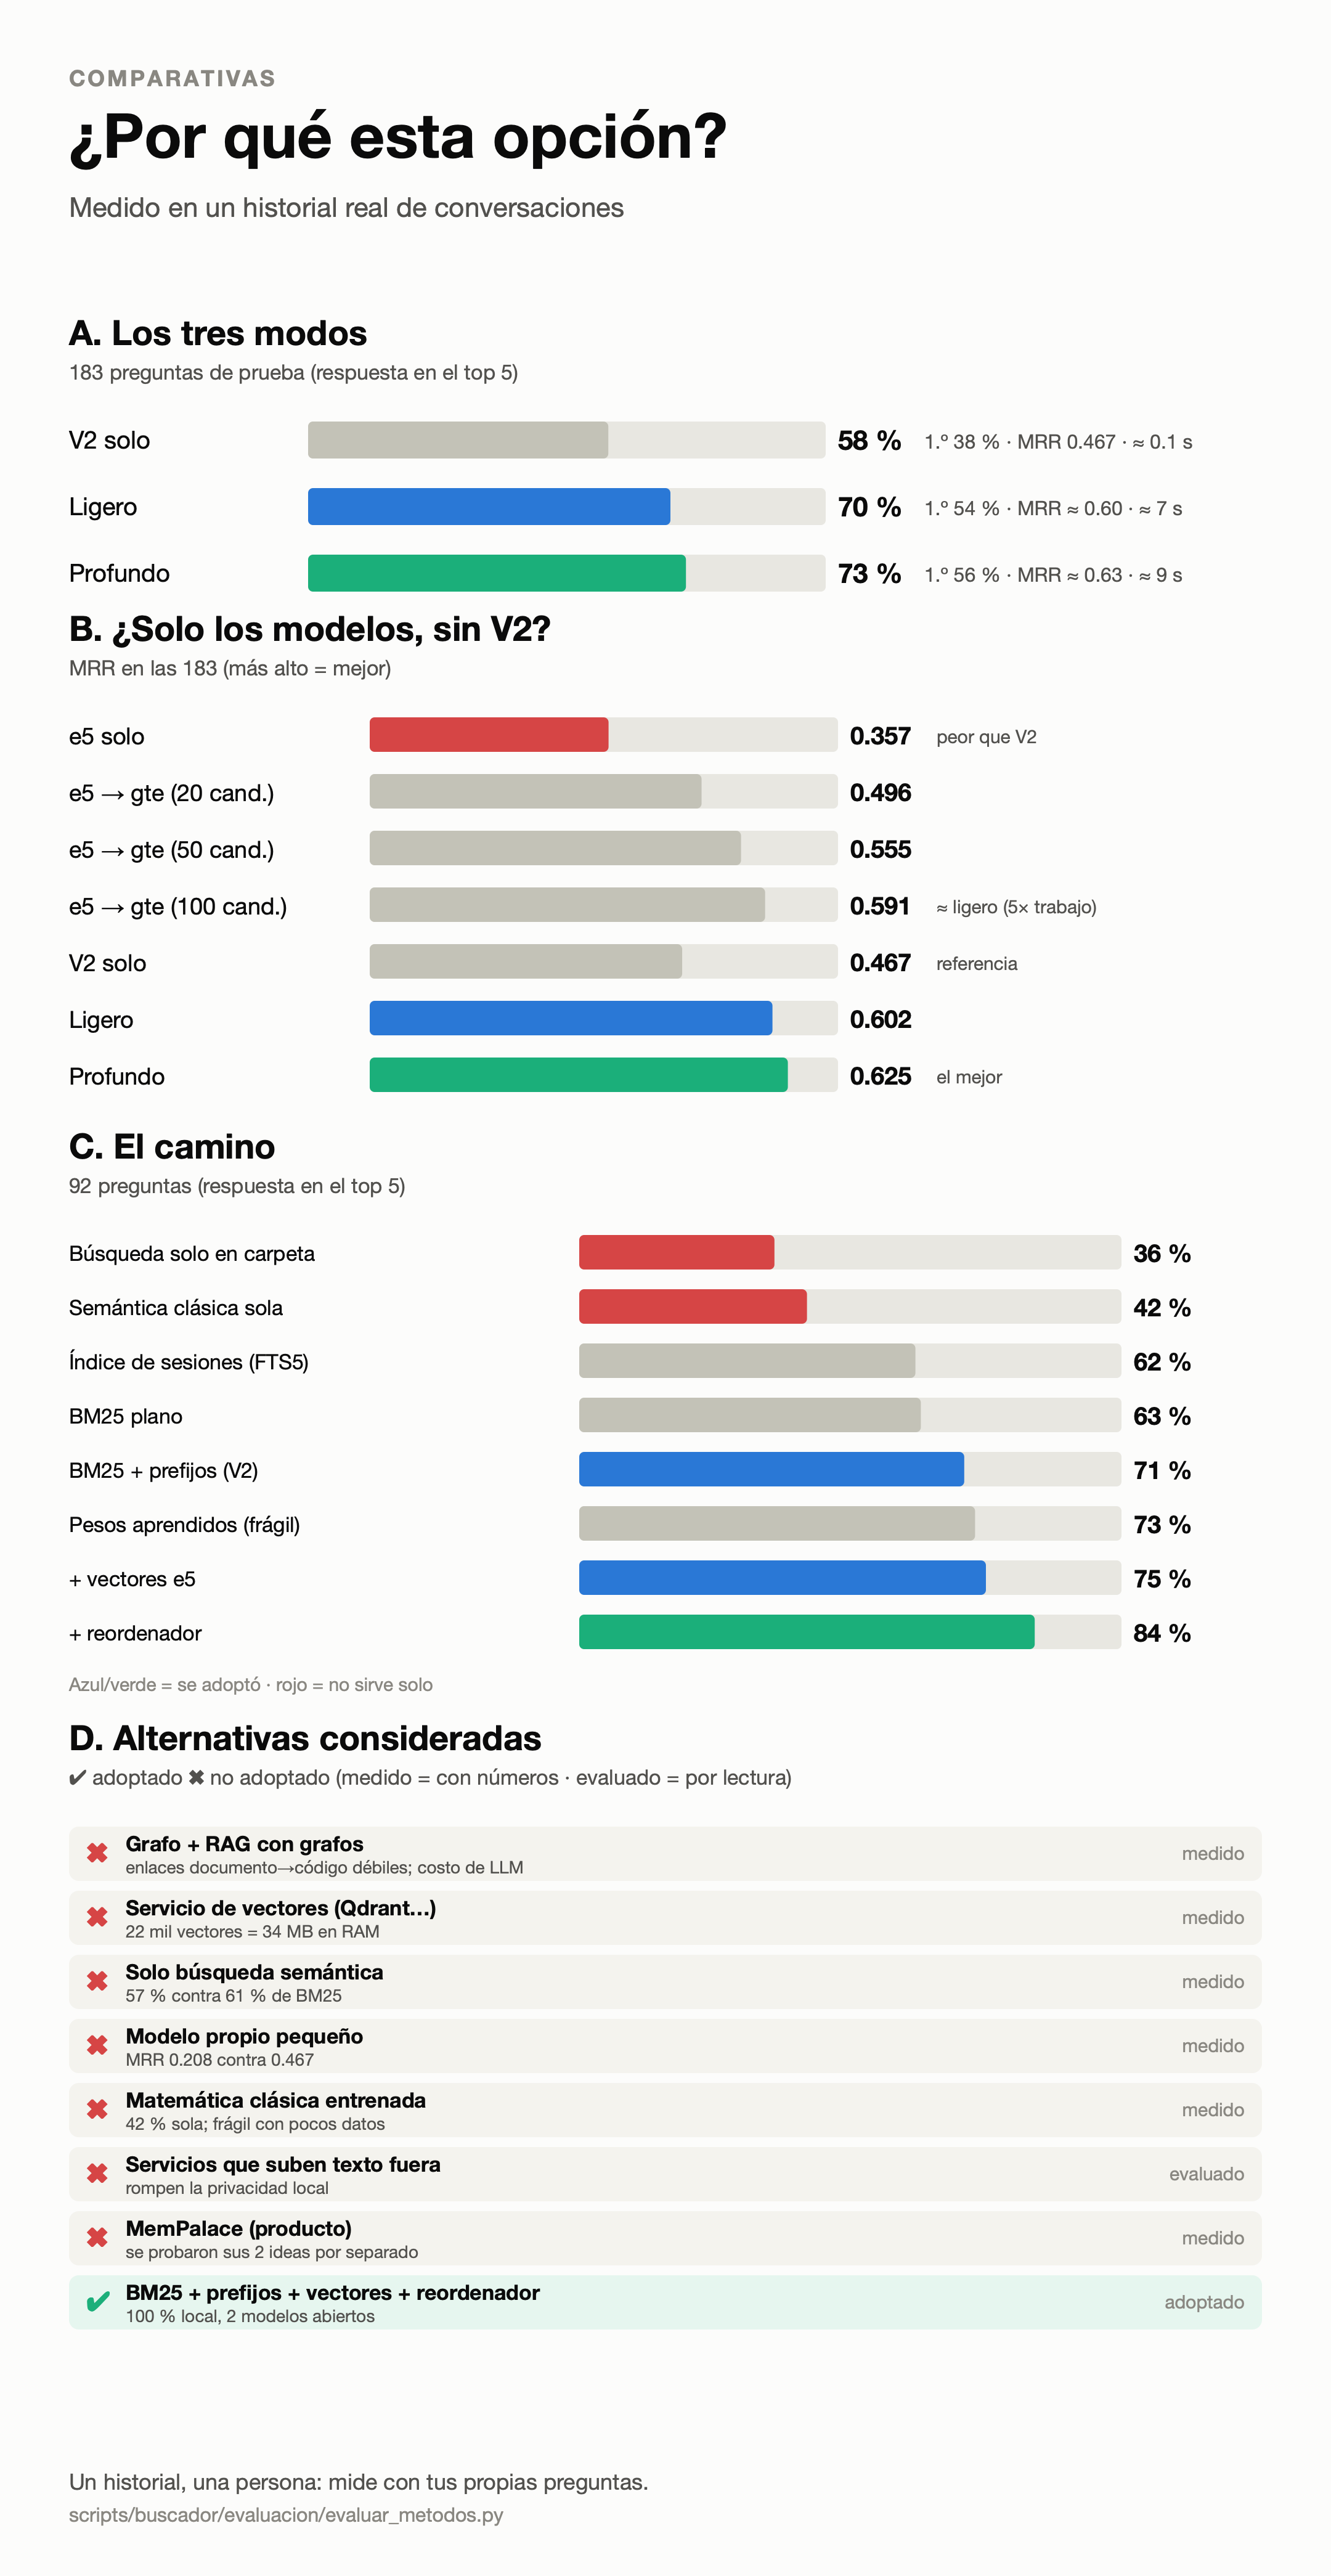 COMPARATIVAS
¿Por qué esta opción?
Medido en un historial real de conversaciones
A. Los tres modos
183 preguntas de prueba (respuesta en el top 5)
V2 solo 58 % 1.º 38 % · MRR 0.467 · ≈ 0.1 s
Ligero 70 % 1.º 54 % · MRR ≈ 0.60 · ≈ 7 s
Profundo 73 % 1.º 56 % · MRR ≈ 0.63 · ≈ 9 s
B. ¿Solo los modelos, sin V2?
MRR en las 183 (más alto = mejor)
e5 solo 0.357 peor que V2
e5 → gte (20 cand.) 0.496
e5 → gte (50 cand.) 0.555
e5 → gte (100 cand.) 0.591 ≈ ligero (5× trabajo)
V2 solo 0.467 referencia
Ligero 0.602
Profundo 0.625 el mejor
C. El camino
92 preguntas (respuesta en el top 5)
Búsqueda solo en carpeta 36 %
Semántica clásica sola 42 %
Índice de sesiones (FTS5) 62 %
BM25 plano 63 %
BM25 + prefijos (V2) 71 %
Pesos aprendidos (frágil) 73 %
+ vectores e5 75 %
+ reordenador 84 %
Azul/verde = se adoptó · rojo = no sirve solo
D. Alternativas consideradas
✔ adoptado ✖ no adoptado (medido = con números · evaluado = por lectura)
✖ Grafo + RAG con grafos medido
enlaces documento→código débiles; costo de LLM
✖ Servicio de vectores (Qdrant…) medido
22 mil vectores = 34 MB en RAM
✖ Solo búsqueda semántica medido
57 % contra 61 % de BM25
✖ Modelo propio pequeño medido
MRR 0.208 contra 0.467
✖ Matemática clásica entrenada medido
42 % sola; frágil con pocos datos
✖ Servicios que suben texto fuera evaluado
rompen la privacidad local
✖ MemPalace (producto) medido
se probaron sus 2 ideas por separado
✔ BM25 + prefijos + vectores + reordenador adoptado
100 % local, 2 modelos abiertos
Un historial, una persona: mide con tus propias preguntas.
scripts/buscador/evaluacion/evaluar_metodos.py